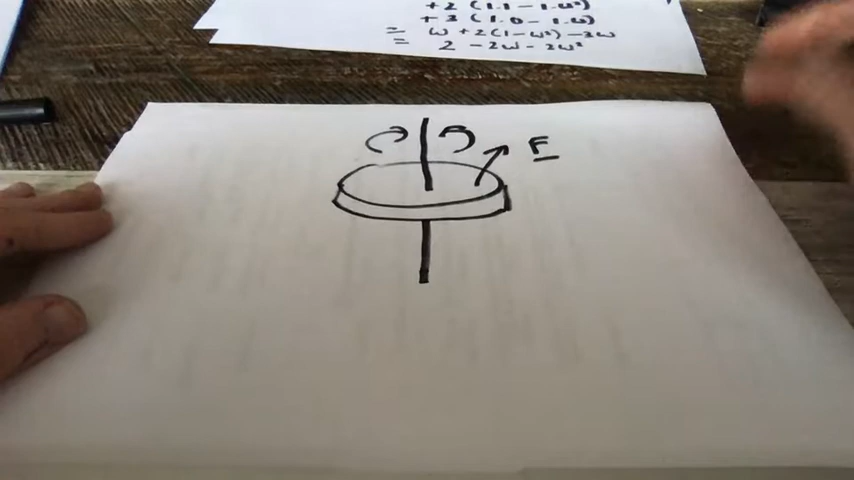 +2 (1.1 - 1.ω²)
+3 (1.0 - 1.ω)
= ω + 2(1-ω²) - 3ω
= 2 - 2ω - 2ω²
F